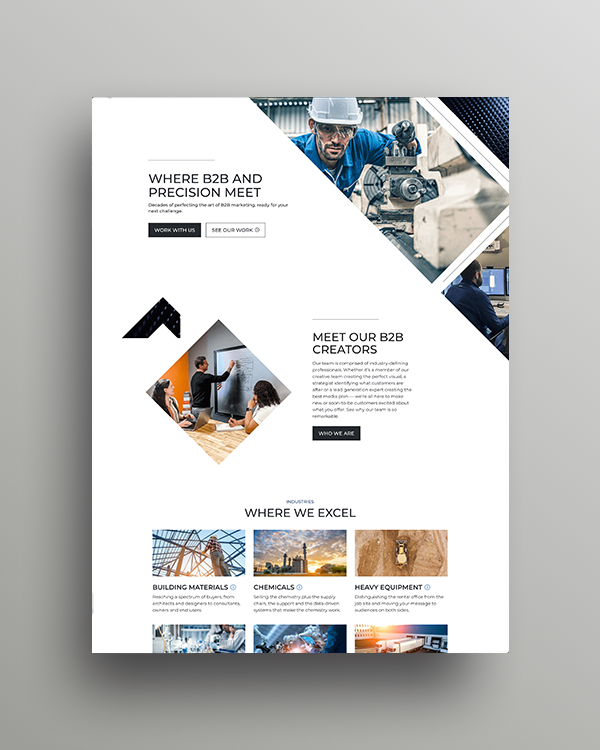 WHERE B2B AND
PRECISION MEET
Decades of perfecting the art of B2B marketing, ready for your
next challenge.
WORK WITH US
SEE OUR WORK
MEET OUR B2B
CREATORS
Our team is comprised of industry-defining
professionals. Whether it's a member of our
creative team creating the perfect visual, a
strategist identifying what customers are
after or a lead generation expert creating the
best media plan — we're all here to make
new, or soon-to-be customers excited about
what you offer. See why our team is so
remarkable.
WHO WE ARE
INDUSTRIES
WHERE WE EXCEL
BUILDING MATERIALS
CHEMICALS
HEAVY EQUIPMENT
Reaching a spectrum of buyers, from
architects and designers to consultants,
owners and end users.
Selling the chemistry plus the supply
chain, the support and the data-driven
systems that make the chemistry work.
Distinguishing the rental office from the
job site and moving your message to
audiences on both sides.